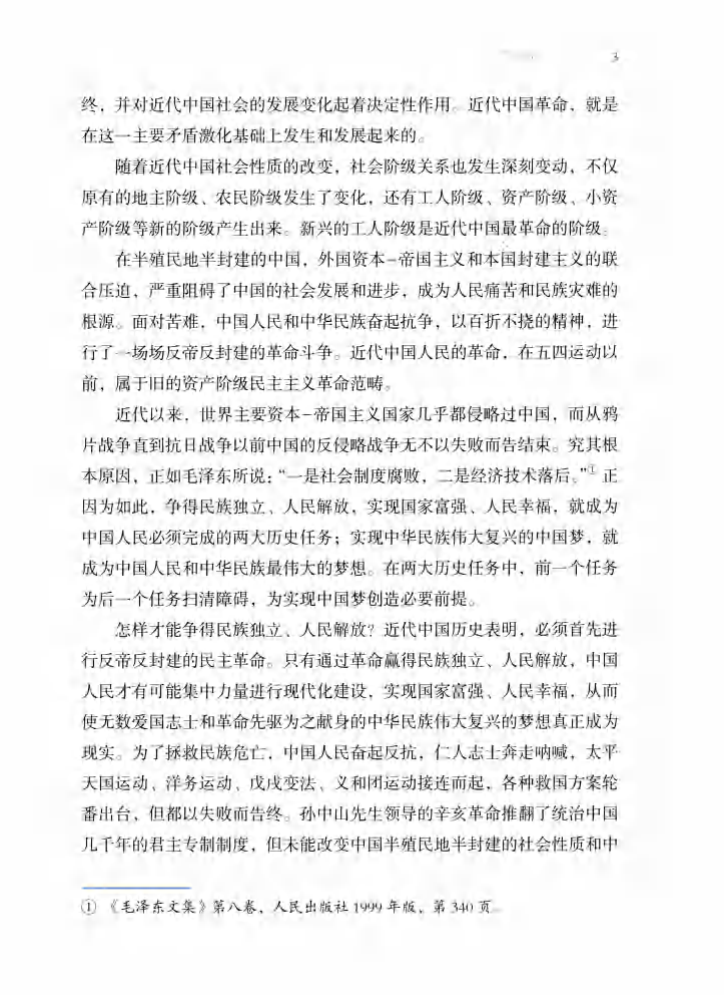 3
终，并对近代中国社会的发展变化起着决定性作用。近代中国革命，就是
在这一主要矛盾激化基础上发生和发展起来的。
随着近代中国社会性质的改变，社会阶级关系也发生深刻变动，不仅
原有的地主阶级、农民阶级发生了变化，还有工人阶级、资产阶级、小资
产阶级等新的阶级产生出来。新兴的工人阶级是近代中国最革命的阶级。
在半殖民地半封建的中国，外国资本-帝国主义和本国封建主义的联
合压迫，严重阻碍了中国的社会发展和进步，成为人民痛苦和民族灾难的
根源。面对苦难，中国人民和中华民族奋起抗争，以百折不挠的精神，进
行了一场场反帝反封建的革命斗争。近代中国人民的革命，在五四运动以
前，属于旧的资产阶级民主主义革命范畴。
近代以来，世界主要资本-帝国主义国家几乎都侵略过中国，而从鸦
片战争直到抗日战争以前中国的反侵略战争无不以失败而告结束。究其根
本原因，正如毛泽东所说：“一是社会制度腐败，二是经济技术落后。”① 正
因为如此，争得民族独立、人民解放，实现国家富强、人民幸福，就成为
中国人民必须完成的两大历史任务；实现中华民族伟大复兴的中国梦，就
成为中国人民和中华民族最伟大的梦想。在两大历史任务中，前一个任务
为后一个任务扫清障碍，为实现中国梦创造必要前提。
怎样才能争得民族独立、人民解放？近代中国历史表明，必须首先进
行反帝反封建的民主革命。只有通过革命赢得民族独立、人民解放，中国
人民才有可能集中力量进行现代化建设，实现国家富强、人民幸福，从而
使无数爱国志士和革命先驱为之献身的中华民族伟大复兴的梦想真正成为
现实。为了拯救民族危亡，中国人民奋起反抗，仁人志士奔走呐喊，太平
天国运动、洋务运动、戊戌变法、义和团运动接连而起，各种救国方案轮
番出台，但都以失败而告终。孙中山先生领导的辛亥革命推翻了统治中国
几千年的君主专制制度，但未能改变中国半殖民地半封建的社会性质和中
① 《毛泽东文集》第八卷，人民出版社 1999 年版，第 340 页。